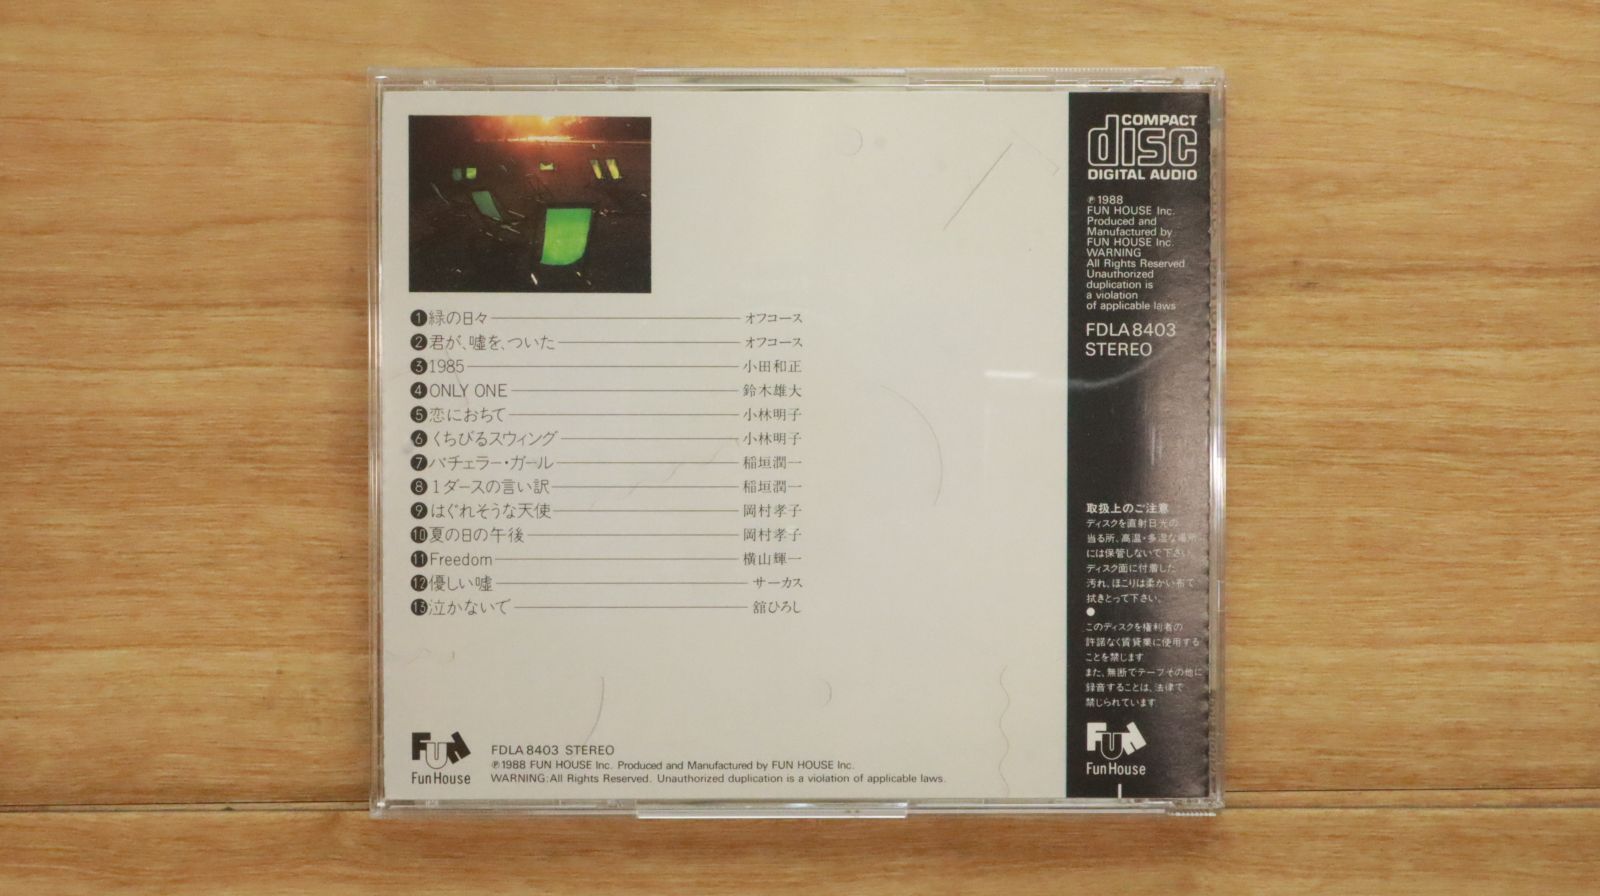 ❶緑の日々 オフコース
❷君が、嘘を、ついた オフコース
❸1985 小田和正
❹ONLY ONE 鈴木雄大
❺恋におちて 小林明子
❻くちびるスウィング 小林明子
❼バチェラー・ガール 稲垣潤一
❽1ダースの言い訳 稲垣潤一
❾はぐれそうな天使 岡村孝子
❿夏の日の午後 岡村孝子
⓫Freedom 横山輝一
⓬優しい嘘 サーカス
⓭泣かないで 舘ひろし
FUN
Fun House
FDLA8403 STEREO
℗1988 FUN HOUSE Inc. Produced and Manufactured by FUN HOUSE Inc.
WARNING:All Rights Reserved. Unauthorized duplication is a violation of applicable laws.
COMPACT
disc
DIGITAL AUDIO
℗1988
FUN HOUSE Inc.
Produced and
Manufactured by
FUN HOUSE Inc.
WARNING
All Rights Reserved
Unauthorized
duplication is
a violation
of applicable laws
FDLA8403
STEREO
取扱上のご注意
ディスクを直射日光の
当る所、高温・多湿な場所
には保管しないで下さい。
ディスク面に付着した
汚れ、ほこりは柔かい布で
拭きとって下さい。
●
このディスクを権利者の
許諾なく賃貸業に使用する
ことを禁じます
また、無断でテープその他に
録音することは、法律で
禁じられています
FUN
Fun House